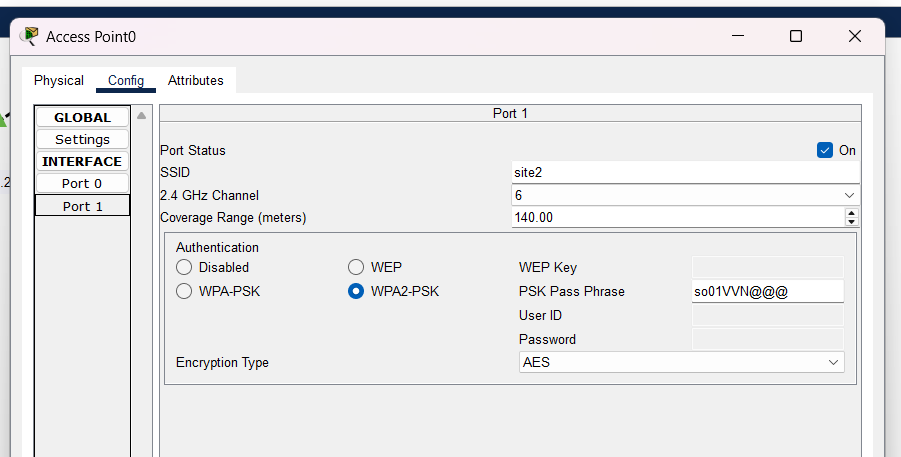 Access Point0
Physical Config Attributes
GLOBAL
Settings
INTERFACE
Port 0
Port 1
Port 1
Port Status On
SSID site2
2.4 GHz Channel 6
Coverage Range (meters) 140.00
Authentication
Disabled WEP WEP Key
WPA-PSK WPA2-PSK PSK Pass Phrase so01VVN@@@
User ID
Password
Encryption Type AES
.2